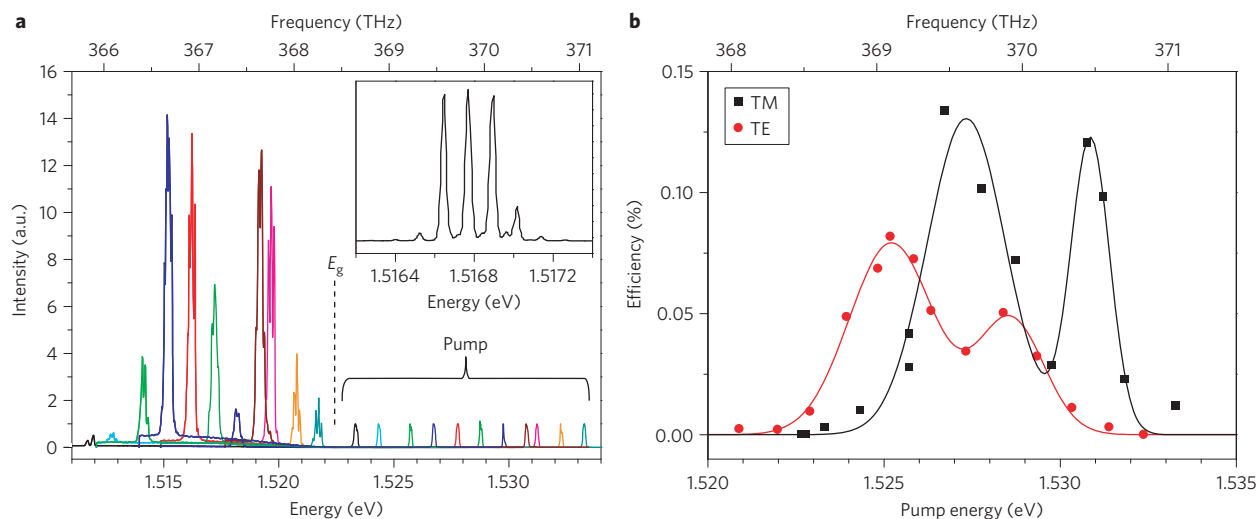 a
Frequency (THz)
366 367 368 369 370 371
16
14
12
10
8
6
4
2
0
Intensity (a.u.)
E_g
Pump
1.5164 1.5168 1.5172
Energy (eV)
1.515 1.520 1.525 1.530
Energy (eV)
b
Frequency (THz)
368 369 370 371
0.15
0.10
0.05
0.00
Efficiency (%)
TM
TE
1.520 1.525 1.530 1.535
Pump energy (eV)